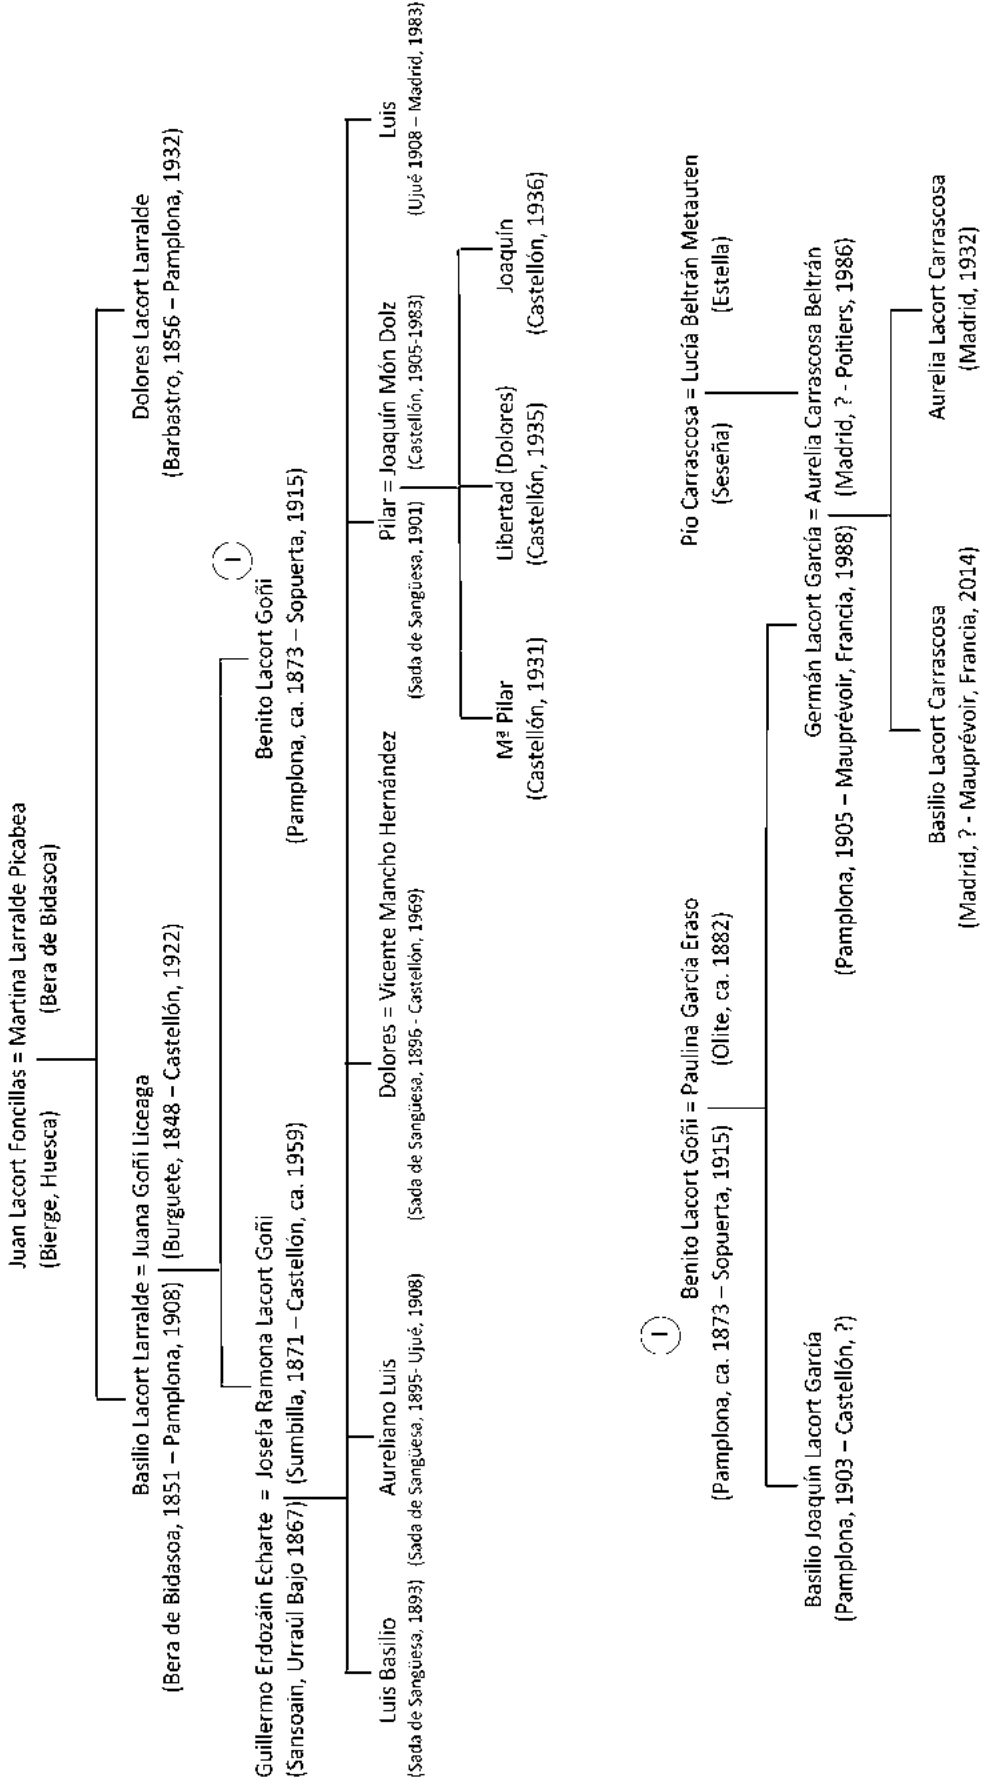 Juan Lacort Foncillas = Martina Larralde Picabea
(Bierge, Huesca) (Bera de Bidasoa)
Basilio Lacort Larralde = Juana Goñi Liceaga
(Bera de Bidasoa, 1851 – Pamplona, 1908) (Burguete, 1848 – Castellón, 1922)
Dolores Lacort Larralde
(Barbastro, 1856 – Pamplona, 1932)
Guillermo Erdozáin Echarte = Josefa Ramona Lacort Goñi
(Sansoain, Urraúl Bajo 1867) (Sumbilla, 1871 – Castellón, ca. 1959)
Benito Lacort Goñi
(Pamplona, ca. 1873 – Sopuerta, 1915)
1
Luis Basilio
(Sada de Sangüesa, 1893)
Aureliano Luis
(Sada de Sangüesa, 1895- Ujué, 1908)
Dolores = Vicente Mancho Hernández
(Sada de Sangüesa, 1896 - Castellón, 1969)
Pilar = Joaquín Món Dolz
(Sada de Sangüesa, 1901) (Castellón, 1905-1983)
Luis
(Ujué 1908 – Madrid, 1983)
Mª Pilar
(Castellón, 1931)
Libertad (Dolores)
(Castellón, 1935)
Joaquín
(Castellón, 1936)
1
Benito Lacort Goñi = Paulina García Eraso
(Pamplona, ca. 1873 – Sopuerta, 1915) (Olite, ca. 1882)
Pío Carrascosa = Lucía Beltrán Metauten
(Seseña) (Estella)
Basilio Joaquín Lacort García
(Pamplona, 1903 – Castellón, ?)
Germán Lacort García = Aurelia Carrascosa Beltrán
(Pamplona, 1905 – Mauprévoir, Francia, 1988) (Madrid, ? - Poitiers, 1986)
Basilio Lacort Carrascosa
(Madrid, ? - Mauprévoir, Francia, 2014)
Aurelia Lacort Carrascosa
(Madrid, 1932)